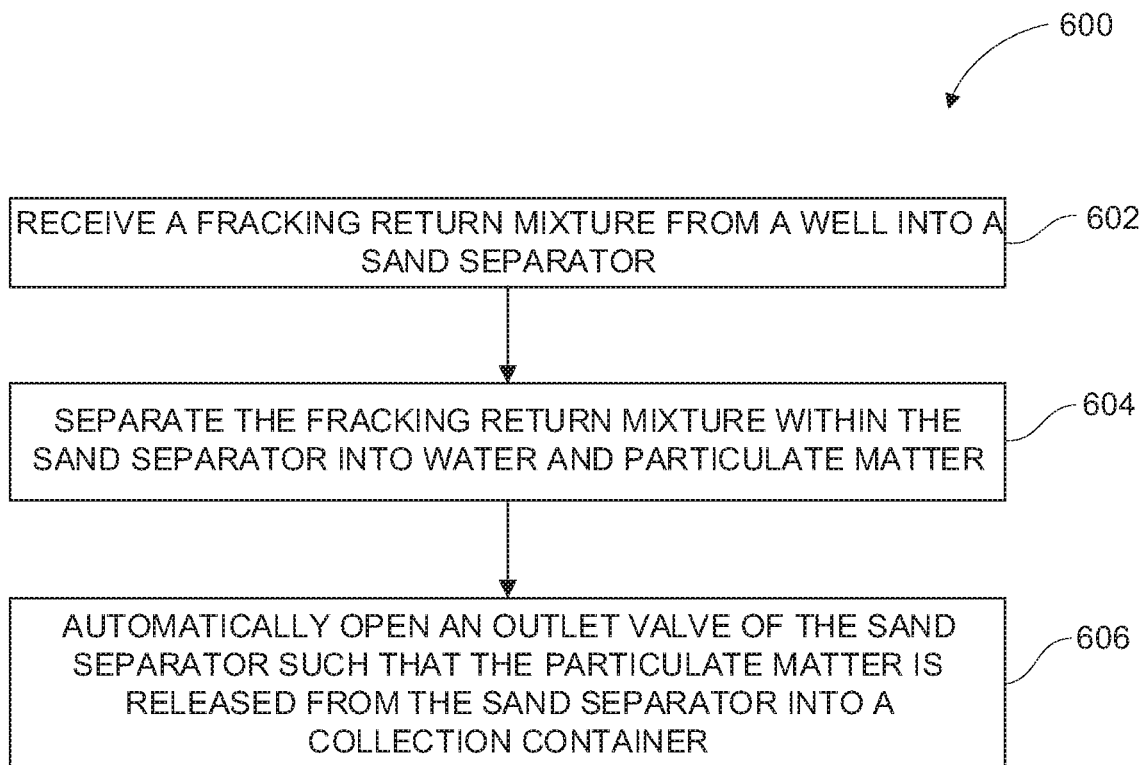 600
RECEIVE A FRACKING RETURN MIXTURE FROM A WELL INTO A
SAND SEPARATOR
602
SEPARATE THE FRACKING RETURN MIXTURE WITHIN THE
SAND SEPARATOR INTO WATER AND PARTICULATE MATTER
604
AUTOMATICALLY OPEN AN OUTLET VALVE OF THE SAND
SEPARATOR SUCH THAT THE PARTICULATE MATTER IS
RELEASED FROM THE SAND SEPARATOR INTO A
COLLECTION CONTAINER
606